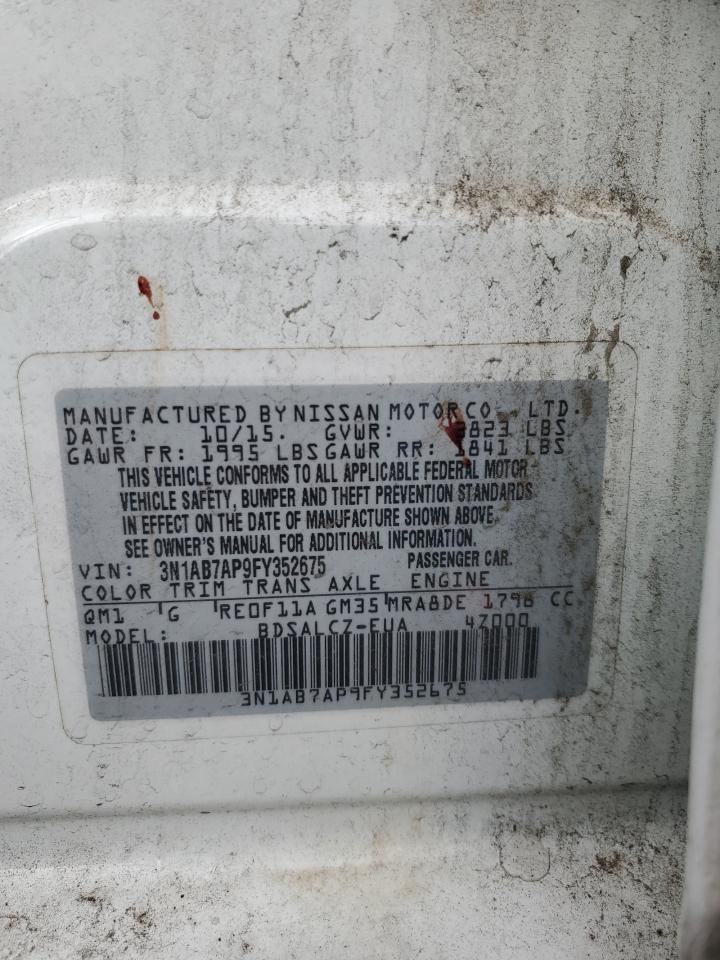 MANUFACTURED BY NISSAN MOTOR CO., LTD.
DATE: 10/15. GVWR: 3823 LBS
GAWR FR: 1995 LBS GAWR RR: 1841 LBS
THIS VEHICLE CONFORMS TO ALL APPLICABLE FEDERAL MOTOR
VEHICLE SAFETY, BUMPER AND THEFT PREVENTION STANDARDS
IN EFFECT ON THE DATE OF MANUFACTURE SHOWN ABOVE.
SEE OWNER'S MANUAL FOR ADDITIONAL INFORMATION.
VIN: 3N1AB7AP9FY352675 PASSENGER CAR.
COLOR TRIM TRANS AXLE ENGINE
QM1 G RE0F11A GM35 MRA8DE 1798 CC
MODEL: BDSALCZ-EUA 4Z000
3N1AB7AP9FY352675